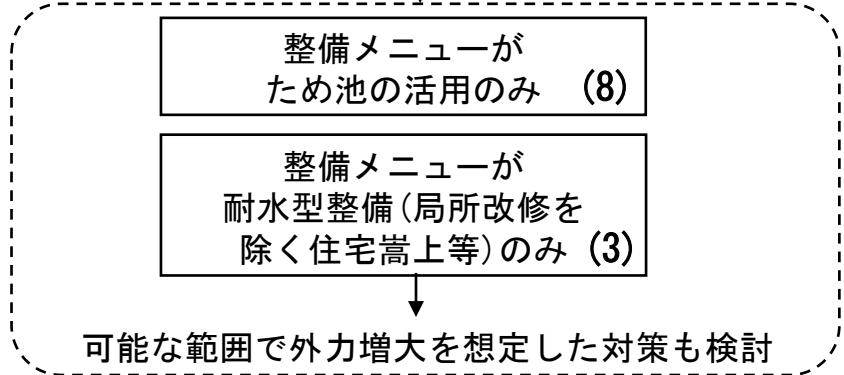 整備メニューが
ため池の活用のみ (8)
整備メニューが
耐水型整備(局所改修を
除く住宅嵩上等)のみ (3)
可能な範囲で外力増大を想定した対策も検討